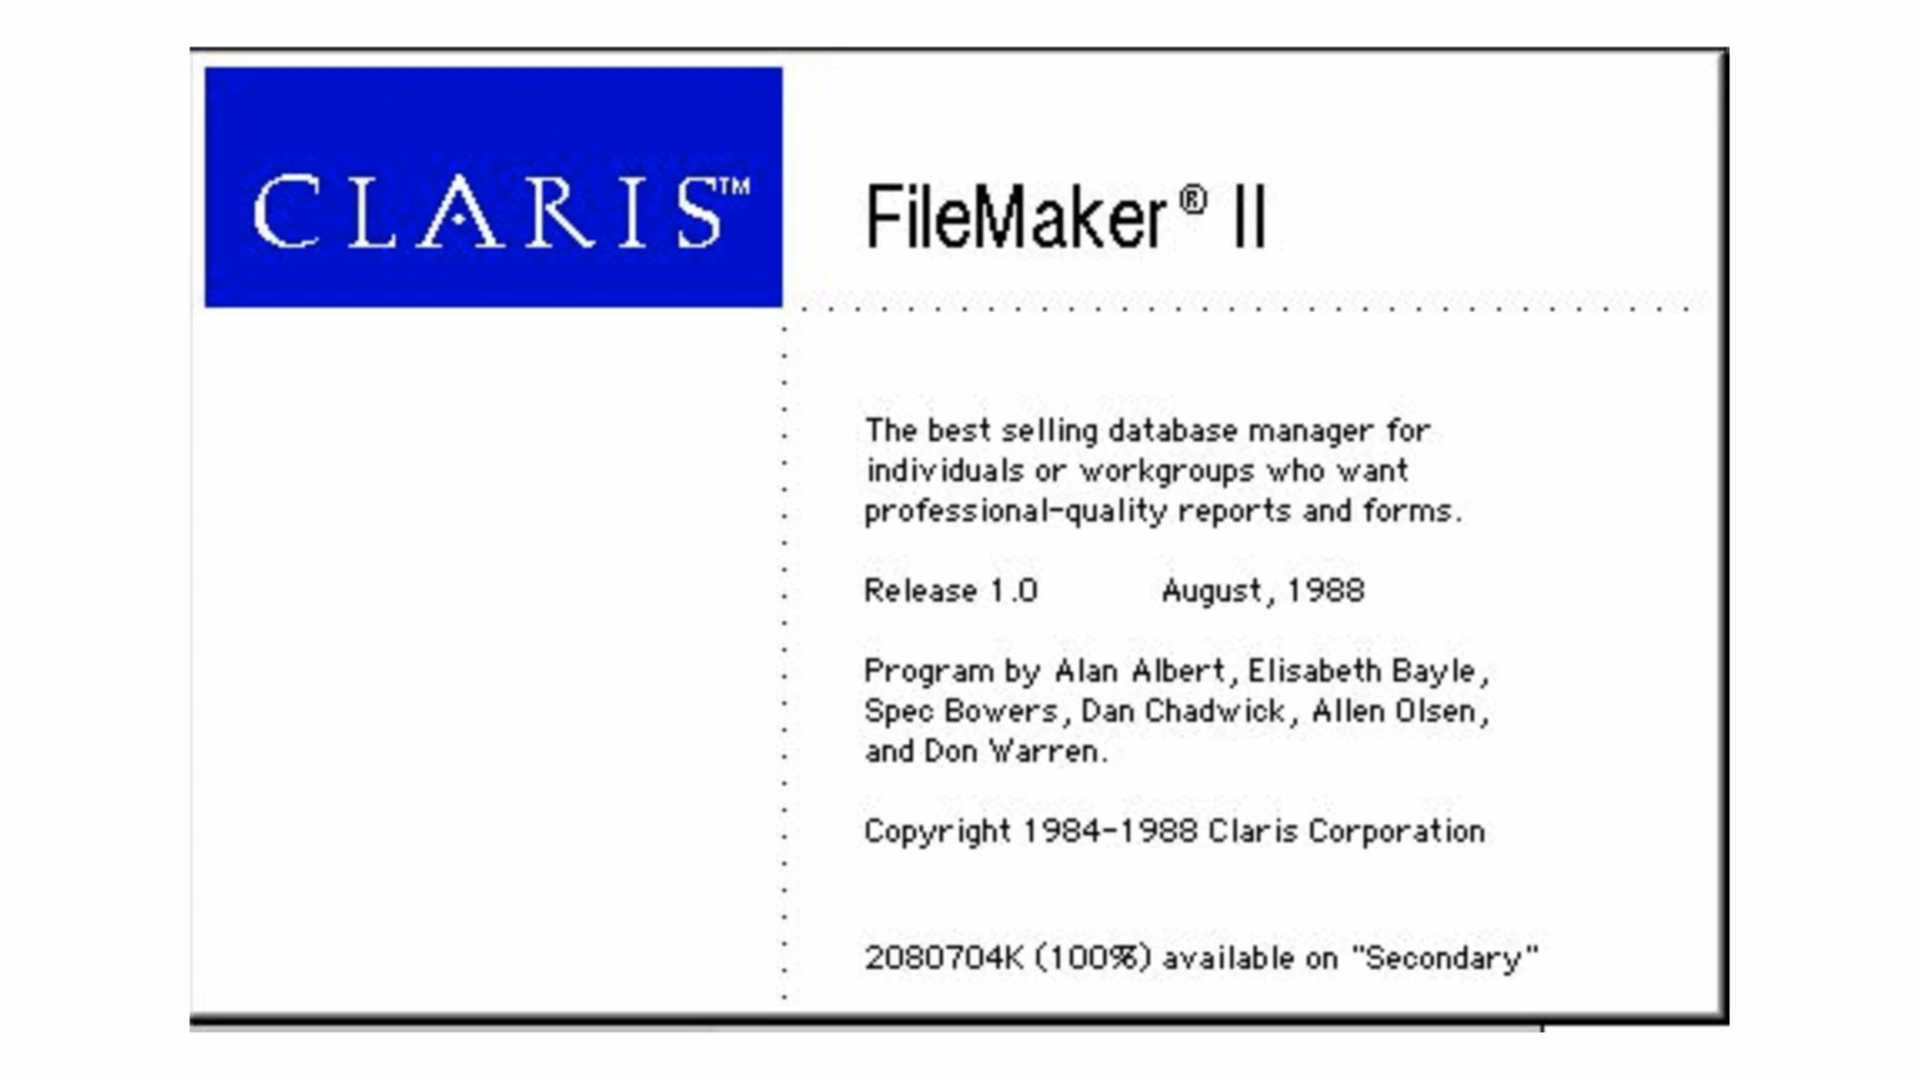 CLARIS™
FileMaker® II
The best selling database manager for
individuals or workgroups who want
professional-quality reports and forms.
Release 1.0 August, 1988
Program by Alan Albert, Elisabeth Bayle,
Spec Bowers, Dan Chadwick, Allen Olsen,
and Don Warren.
Copyright 1984-1988 Claris Corporation
2080704K (100%) available on "Secondary"